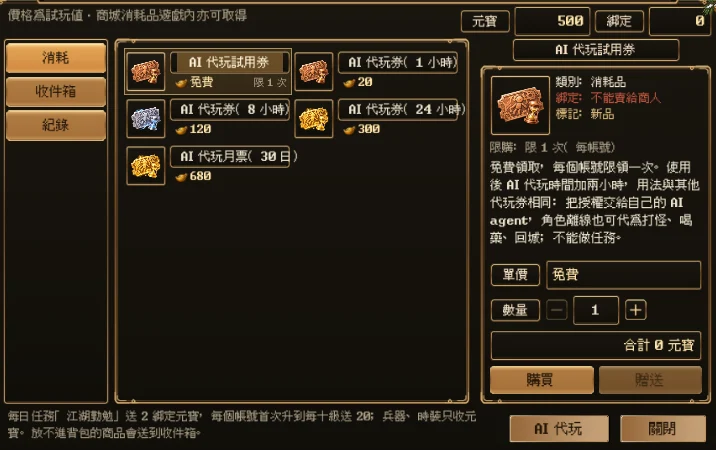 價格爲試玩值．商城消耗品遊戲內亦可取得
元寶 500 綁定 0
AI 代玩試用券
消耗
收件箱
紀錄
AI 代玩試用券
免費 限 1 次
AI 代玩券( 1 小時)
20
AI 代玩券( 8 小時)
120
AI 代玩券( 24 小時)
300
AI 代玩月票( 30 日)
680
類別: 消耗品
綁定: 不能賣給商人
標記: 新品
限購: 限 1 次( 每帳號)
免費領取, 每個帳號限領一次。使用
後 AI 代玩時間加兩小時, 用法與其他
代玩券相同: 把授權交給自己的 AI
agent, 角色離線也可代爲打怪、喝
藥、回城; 不能做任務。
單價 免費
數量 － 1 ＋
合計 0 元寶
購買 贈送
每日任務「江湖勤勉」送 2 綁定元寶, 每個帳號首次升到每十級送 20; 兵器、時裝只收元
寶。放不進背包的商品會送到收件箱。
AI 代玩 關閉